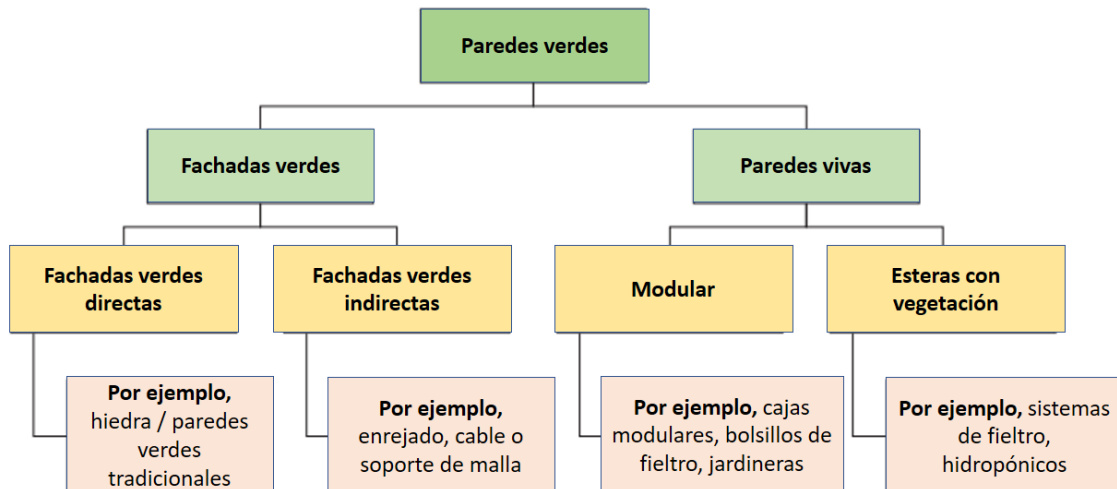 Paredes verdes
Fachadas verdes
Paredes vivas
Fachadas verdes
directas
Fachadas verdes
indirectas
Modular
Esteras con
vegetación
Por ejemplo,
hiedra / paredes
verdes
tradicionales
Por ejemplo,
enrejado, cable o
soporte de malla
Por ejemplo, cajas
modulares, bolsillos de
fieltro, jardineras
Por ejemplo, sistemas
de fieltro,
hidropónicos